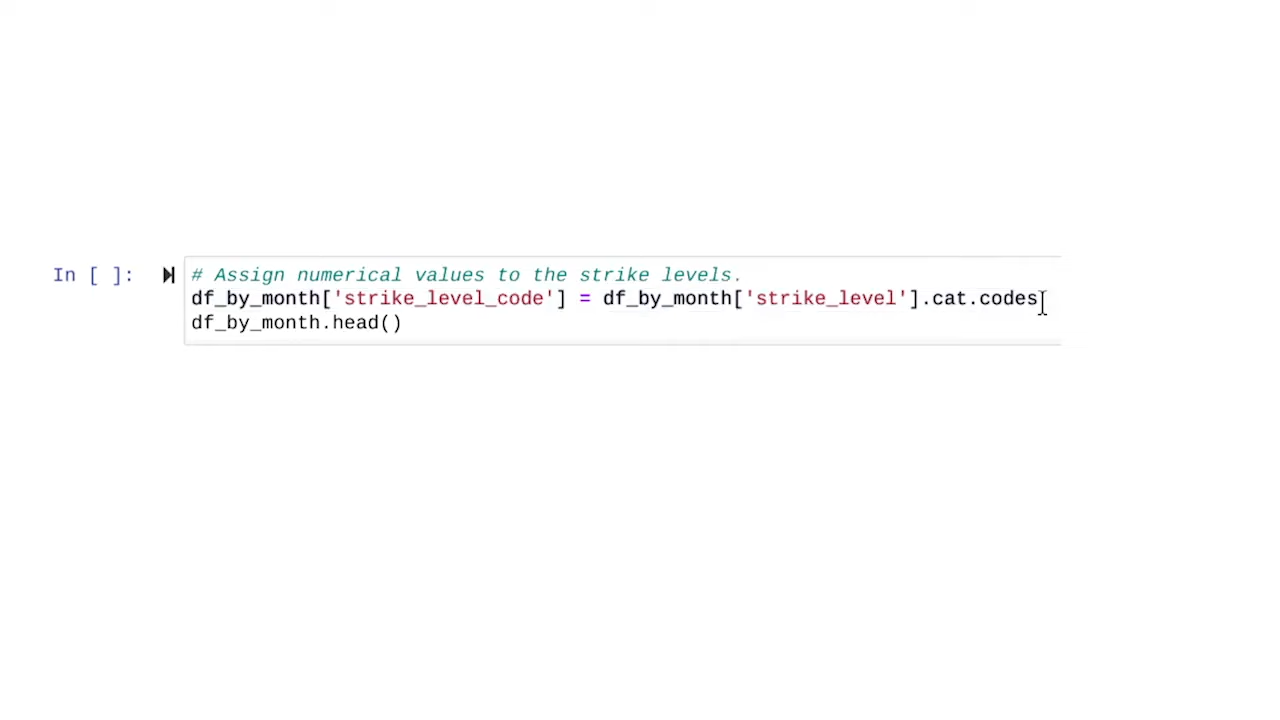 In [ ]:
# Assign numerical values to the strike levels.
df_by_month['strike_level_code'] = df_by_month['strike_level'].cat.codes
df_by_month.head()